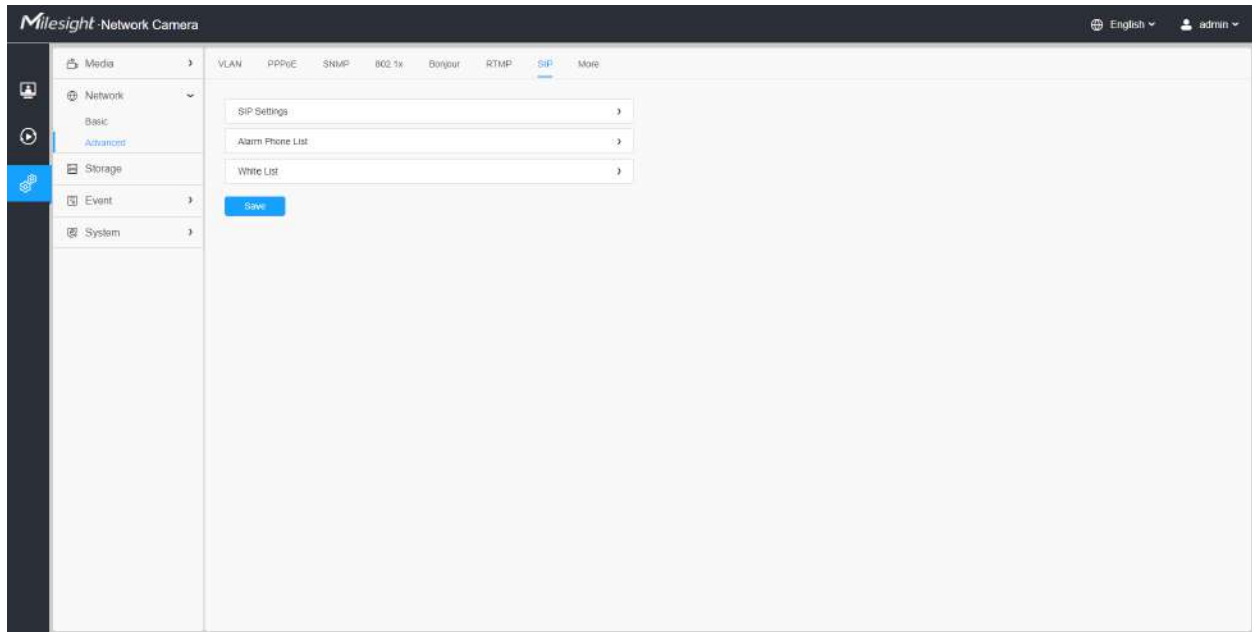 Milesight-Network Camera
English
admin
Media
VLAN PPPoE SNMP 802.1x Bonjour RTMP SIP More
Network
SIP Settings
Basic
Alarm Phone List
Advanced
Storage
White List
Event
Save
System